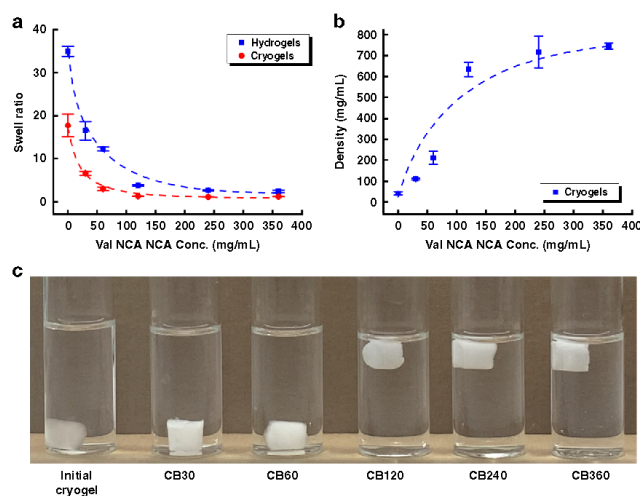 a
40
30
20
10
0
Swell ratio
Hydrogels
Cryogels
0 50 100 150 200 250 300 350 400
Val NCA NCA Conc. (mg/mL)
b
800
700
600
500
400
300
200
100
0
Density (mg/mL)
Cryogels
0 50 100 150 200 250 300 350 400
Val NCA NCA Conc. (mg/mL)
c
Initial cryogel
CB30
CB60
CB120
CB240
CB360